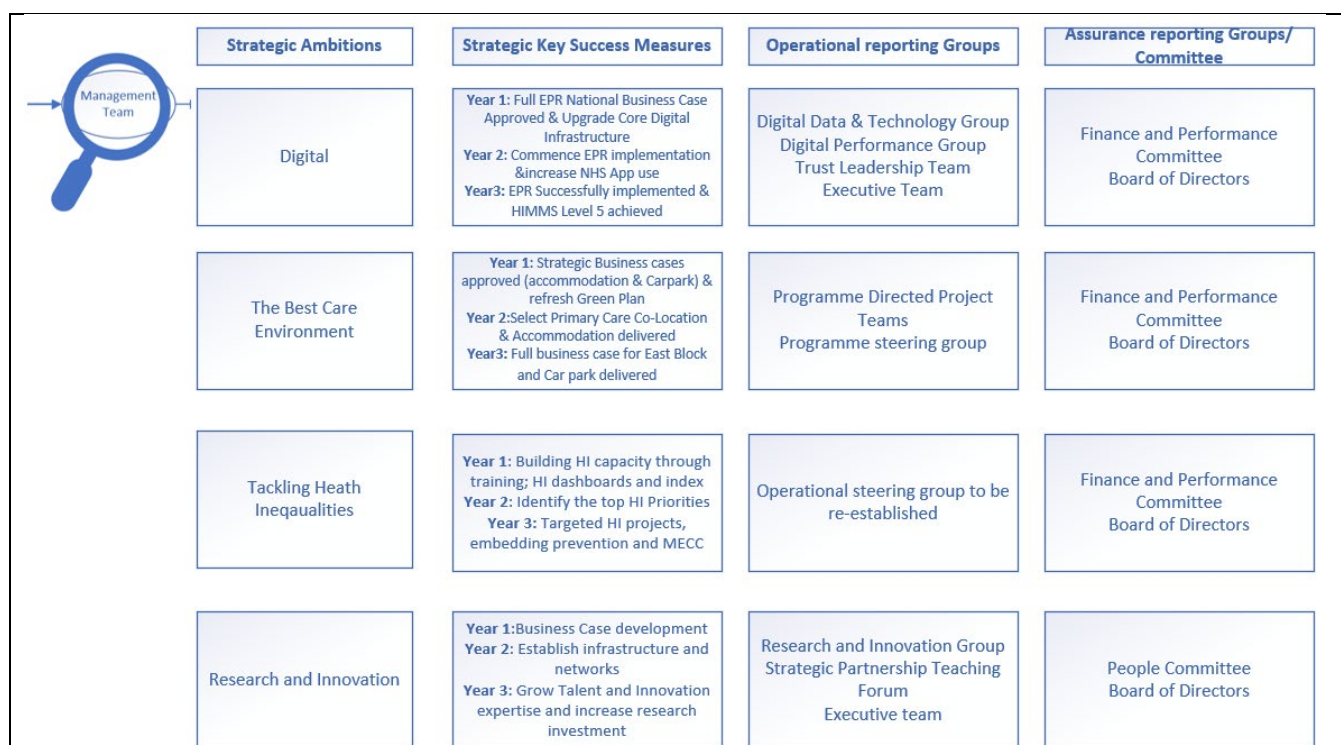 Strategic Ambitions
Strategic Key Success Measures
Operational reporting Groups
Assurance reporting Groups/
Committee
Management
Team
Digital
Year 1: Full EPR National Business Case
Approved & Upgrade Core Digital
Infrastructure
Year 2: Commence EPR implementation
&increase NHS App use
Year3: EPR Successfully implemented &
HIMMS Level 5 achieved
Digital Data & Technology Group
Digital Performance Group
Trust Leadership Team
Executive Team
Finance and Performance
Committee
Board of Directors
The Best Care
Environment
Year 1: Strategic Business cases
approved (accommodation & Carpark) &
refresh Green Plan
Year 2:Select Primary Care Co-Location
& Accommodation delivered
Year3: Full business case for East Block
and Car park delivered
Programme Directed Project
Teams
Programme steering group
Finance and Performance
Committee
Board of Directors
Tackling Heath
Ineqaualities
Year 1: Building HI capacity through
training; HI dashboards and index
Year 2: Identify the top HI Priorities
Year 3: Targeted HI projects,
embedding prevention and MECC
Operational steering group to be
re-established
Finance and Performance
Committee
Board of Directors
Research and Innovation
Year 1:Business Case development
Year 2: Establish infrastructure and
networks
Year 3: Grow Talent and Innovation
expertise and increase research
investment
Research and Innovation Group
Strategic Partnership Teaching
Forum
Executive team
People Committee
Board of Directors